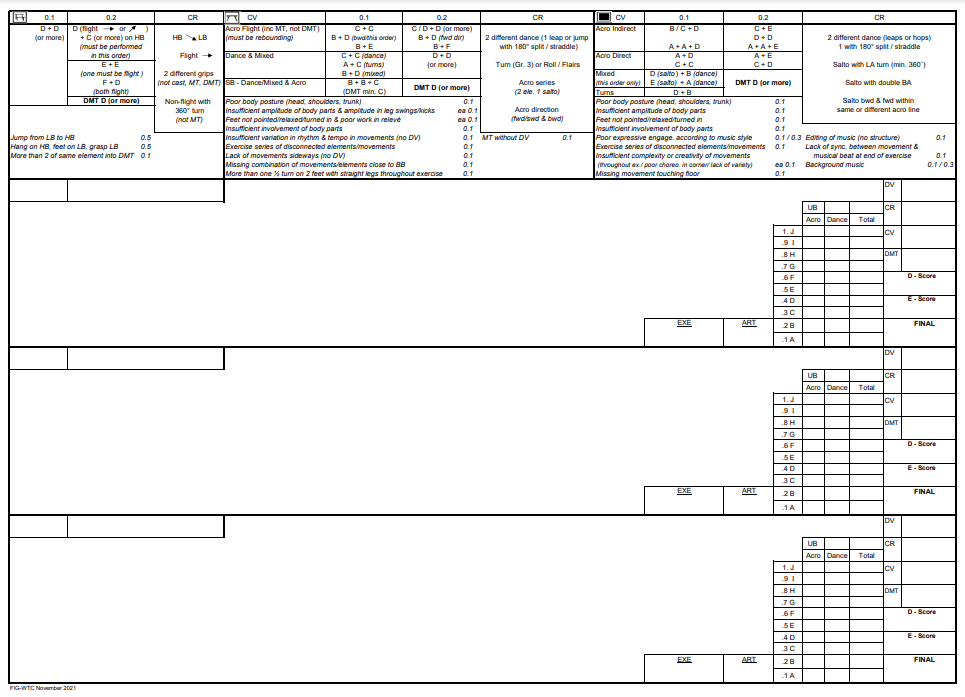 0.1 0.2 CR
D + D D (flight → or ↗ )
(or more) + C (or more) on HB
(must be performed
in this order)
E + E
(one must be flight )
F + D
(both flight)
DMT D (or more)
HB ↘ LB
Flight →
2 different grips
(not cast, MT, DMT)
Non-flight with
360° turn
(not MT)
Jump from LB to HB 0.5
Hang on HB, feet on LB, grasp LB 0.5
More than 2 of same element into DMT 0.1
CV 0.1 0.2 CR
Acro Flight (inc MT, not DMT) C + C C / D + D (or more)
(must be rebounding) B + D (bwd/this order) B + D (fwd dir)
B + E B + F
Dance & Mixed C + C (dance) D + D
A + C (turns) (or more)
B + D (mixed)
SB - Dance/Mixed & Acro B + B + C DMT D (or more)
(DMT min. C)
2 different dance (1 leap or jump
with 180° split / straddle)
Turn (Gr. 3) or Roll / Flairs
Acro series
(2 ele. 1 salto)
Acro direction
(fwd/swd & bwd)
Poor body posture (head, shoulders, trunk) 0.1
Insufficient amplitude of body parts & amplitude in leg swings/kicks ea 0.1
Feet not pointed/relaxed/turned in & poor work in relevé ea 0.1
Insufficient involvement of body parts 0.1
Insufficient variation in rhythm & tempo in movements (no DV) 0.1 MT without DV 0.1
Exercise series of disconnected elements/movements 0.1
Lack of movements sideways (no DV) 0.1
Missing combination of movements/elements close to BB 0.1
More than one ½ turn on 2 feet with straight legs throughout exercise 0.1
CV 0.1 0.2 CR
Acro Indirect B / C + D C + E
D + D
A + A + D A + A + E
Acro Direct A + D A + E
C + C C + D
Mixed D (salto) + B (dance) DMT D (or more)
(this order only) E (salto) + A (dance)
Turns D + B
2 different dance (leaps or hops)
1 with 180° split / straddle
Salto with LA turn (min. 360°)
Salto with double BA
Salto bwd & fwd within
same or different acro line
Poor body posture (head, shoulders, trunk) 0.1
Insufficient amplitude of body parts 0.1
Feet not pointed/relaxed/turned in 0.1
Insufficient involvement of body parts 0.1
Poor expressive engage. according to music style 0.1 / 0.3 Editing of music (no structure) 0.1
Exercise series of disconnected elements/movements 0.1 Lack of sync. between movement &
Insufficient complexity or creativity of movements musical beat at end of exercise 0.1
(throughout ex./ poor choreo. in corner/ lack of variety) ea 0.1 Background music 0.1 / 0.3
Missing movement touching floor 0.1
DV
UB CR
Acro Dance Total
1. J CV
.9 I
.8 H DMT
.7 G
.6 F D - Score
.5 E
.4 D E - Score
.3 C
EXE ART .2 B FINAL
.1 A
DV
UB CR
Acro Dance Total
1. J CV
.9 I
.8 H DMT
.7 G
.6 F D - Score
.5 E
.4 D E - Score
.3 C
EXE ART .2 B FINAL
.1 A
DV
UB CR
Acro Dance Total
1. J CV
.9 I
.8 H DMT
.7 G
.6 F D - Score
.5 E
.4 D E - Score
.3 C
EXE ART .2 B FINAL
.1 A
FIG-WTC November 2021